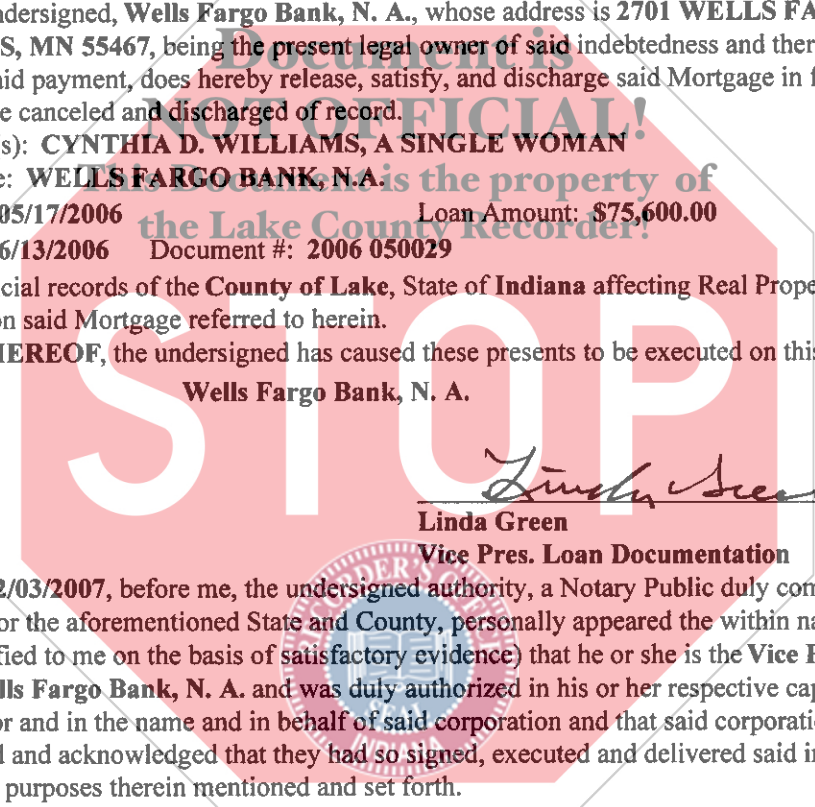 ndersigned, Wells Fargo Bank, N. A., whose address is 2701 WELLS FA
S, MN 55467, being the present legal owner of said indebtedness and ther
aid payment, does hereby release, satisfy, and discharge said Mortgage in f
e canceled and discharged of record.
s): CYNTHIA D. WILLIAMS, A SINGLE WOMAN
e: WELLS FARGO BANK, N.A.
05/17/2006 Loan Amount: $75,600.00
6/13/2006 Document #: 2006 050029
cial records of the County of Lake, State of Indiana affecting Real Prope
on said Mortgage referred to herein.
HEREOF, the undersigned has caused these presents to be executed on this
Wells Fargo Bank, N. A.
Linda Green
Linda Green
Vice Pres. Loan Documentation
2/03/2007, before me, the undersigned authority, a Notary Public duly com
or the aforementioned State and County, personally appeared the within na
fied to me on the basis of satisfactory evidence) that he or she is the Vice P
lls Fargo Bank, N. A. and was duly authorized in his or her respective cap
or and in the name and in behalf of said corporation and that said corporati
l and acknowledged that they had so signed, executed and delivered said in
purposes therein mentioned and set forth.
Document is
NOT OFFICIAL!
This Document is the property of
the Lake County Recorder!
STOP
RECORDER'S OFFICE
SEAL
INDIANA